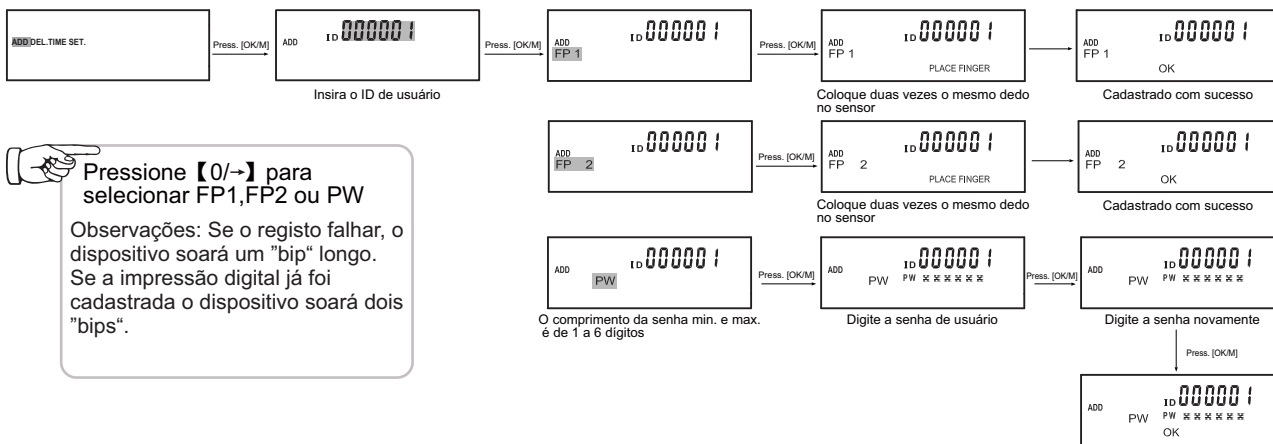 ADD DEL.TIME SET.
Press. [OK/M]
ADD ID 000001
Insira o ID de usuário
Press. [OK/M]
ADD ID 000001
FP 1
Press. [OK/M]
ADD ID 000001
FP 1
PLACE FINGER
Coloque duas vezes o mesmo dedo
no sensor
ADD ID 000001
FP 1
OK
Cadastrado com sucesso
Pressione【0/→】para
selecionar FP1,FP2 ou PW
Observações: Se o registo falhar, o
dispositivo soará um ”bip“ longo.
Se a impressão digital já foi
cadastrada o dispositivo soará dois
”bips“.
ADD ID 000001
FP 2
Press. [OK/M]
ADD ID 000001
FP 2
PLACE FINGER
Coloque duas vezes o mesmo dedo
no sensor
ADD ID 000001
FP 2
OK
Cadastrado com sucesso
ADD ID 000001
PW
O comprimento da senha min. e max.
é de 1 a 6 dígitos
Press. [OK/M]
ADD ID 000001
PW PW ******
Digite a senha de usuário
Press. [OK/M]
ADD ID 000001
PW PW ******
Digite a senha novamente
Press. [OK/M]
ADD ID 000001
PW PW ******
OK